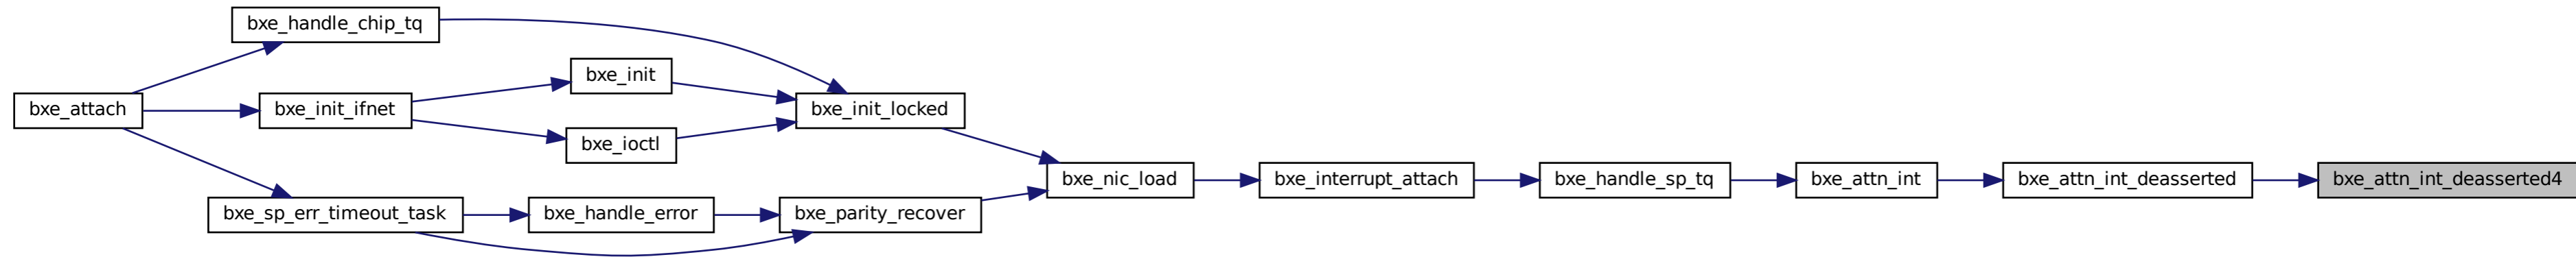 bxe_handle_chip_tq
bxe_init
bxe_attach
bxe_init_ifnet
bxe_init_locked
bxe_ioctl
bxe_nic_load
bxe_interrupt_attach
bxe_handle_sp_tq
bxe_attn_int
bxe_attn_int_deasserted
bxe_attn_int_deasserted4
bxe_sp_err_timeout_task
bxe_handle_error
bxe_parity_recover